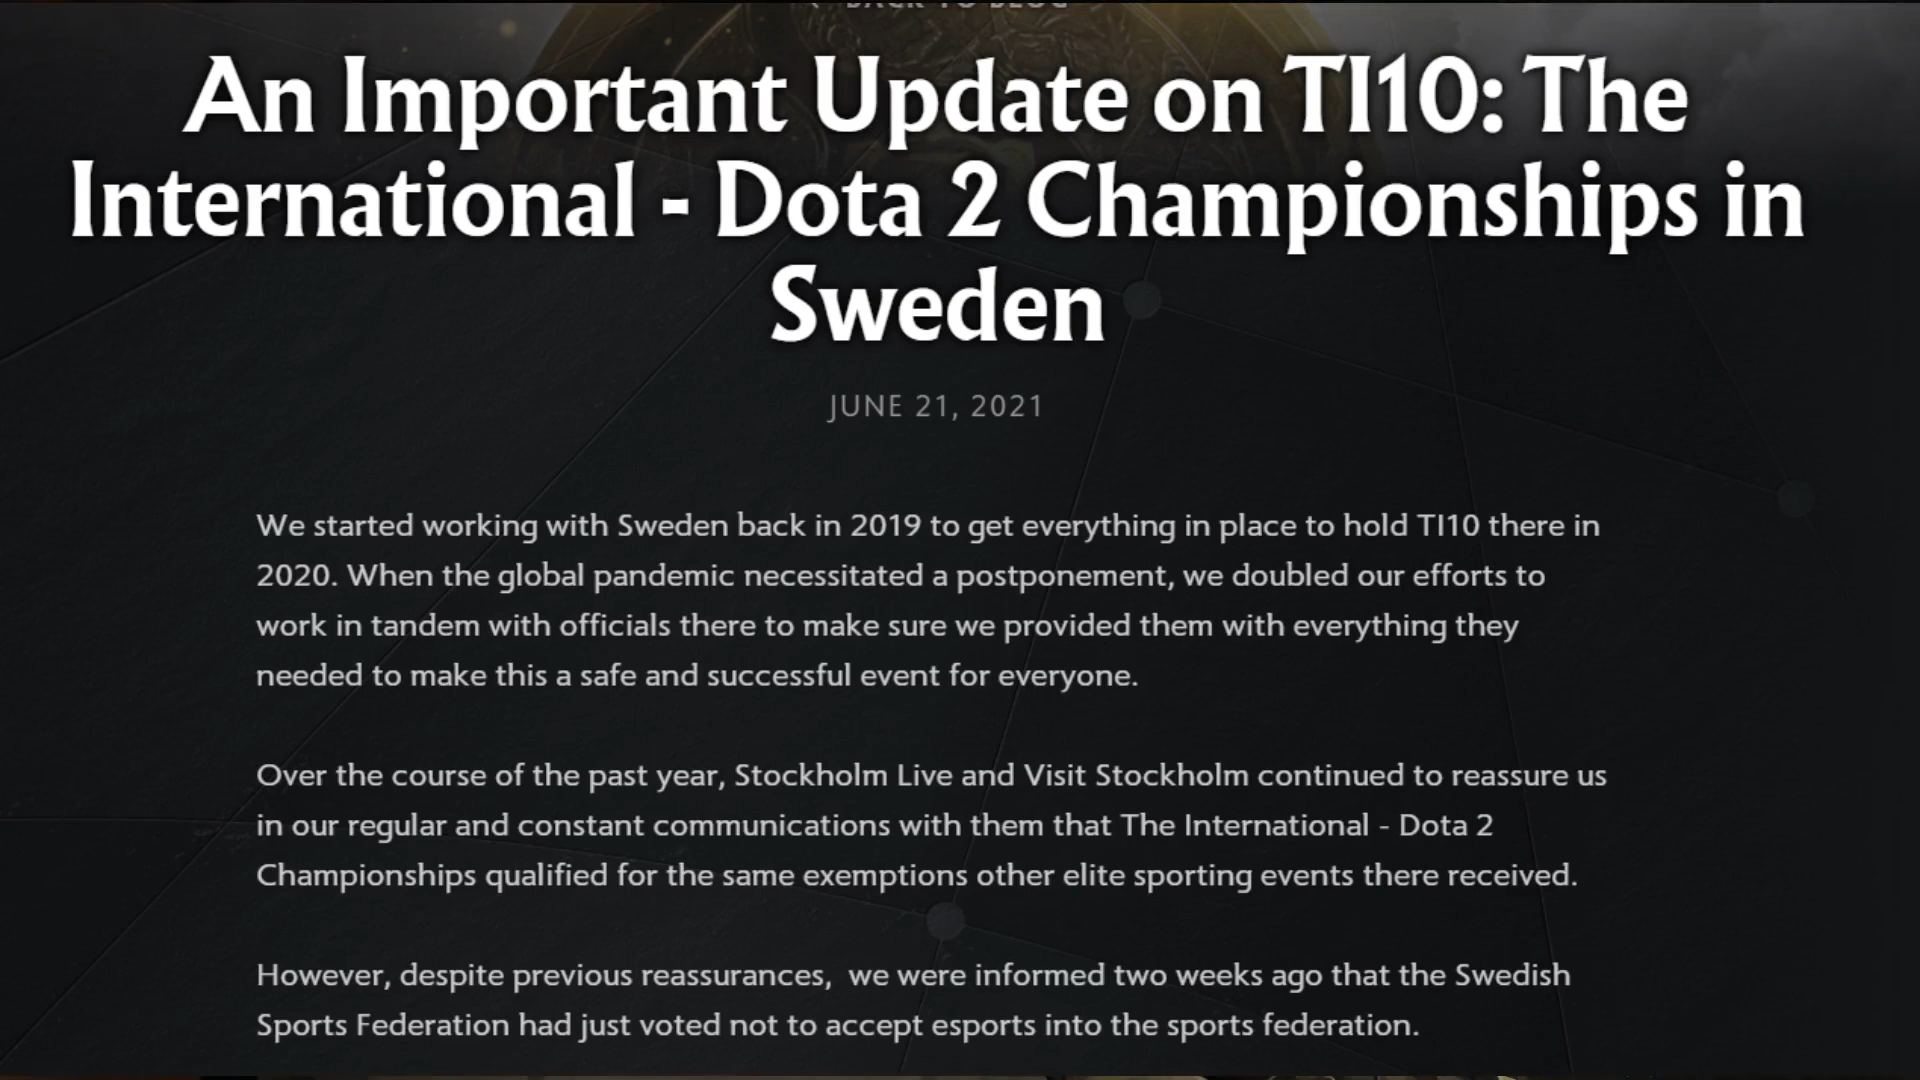 An Important Update on TI10: The
International - Dota 2 Championships in
Sweden
JUNE 21, 2021
We started working with Sweden back in 2019 to get everything in place to hold TI10 there in
2020. When the global pandemic necessitated a postponement, we doubled our efforts to
work in tandem with officials there to make sure we provided them with everything they
needed to make this a safe and successful event for everyone.
Over the course of the past year, Stockholm Live and Visit Stockholm continued to reassure us
in our regular and constant communications with them that The International - Dota 2
Championships qualified for the same exemptions other elite sporting events there received.
However, despite previous reassurances,  we were informed two weeks ago that the Swedish
Sports Federation had just voted not to accept esports into the sports federation.